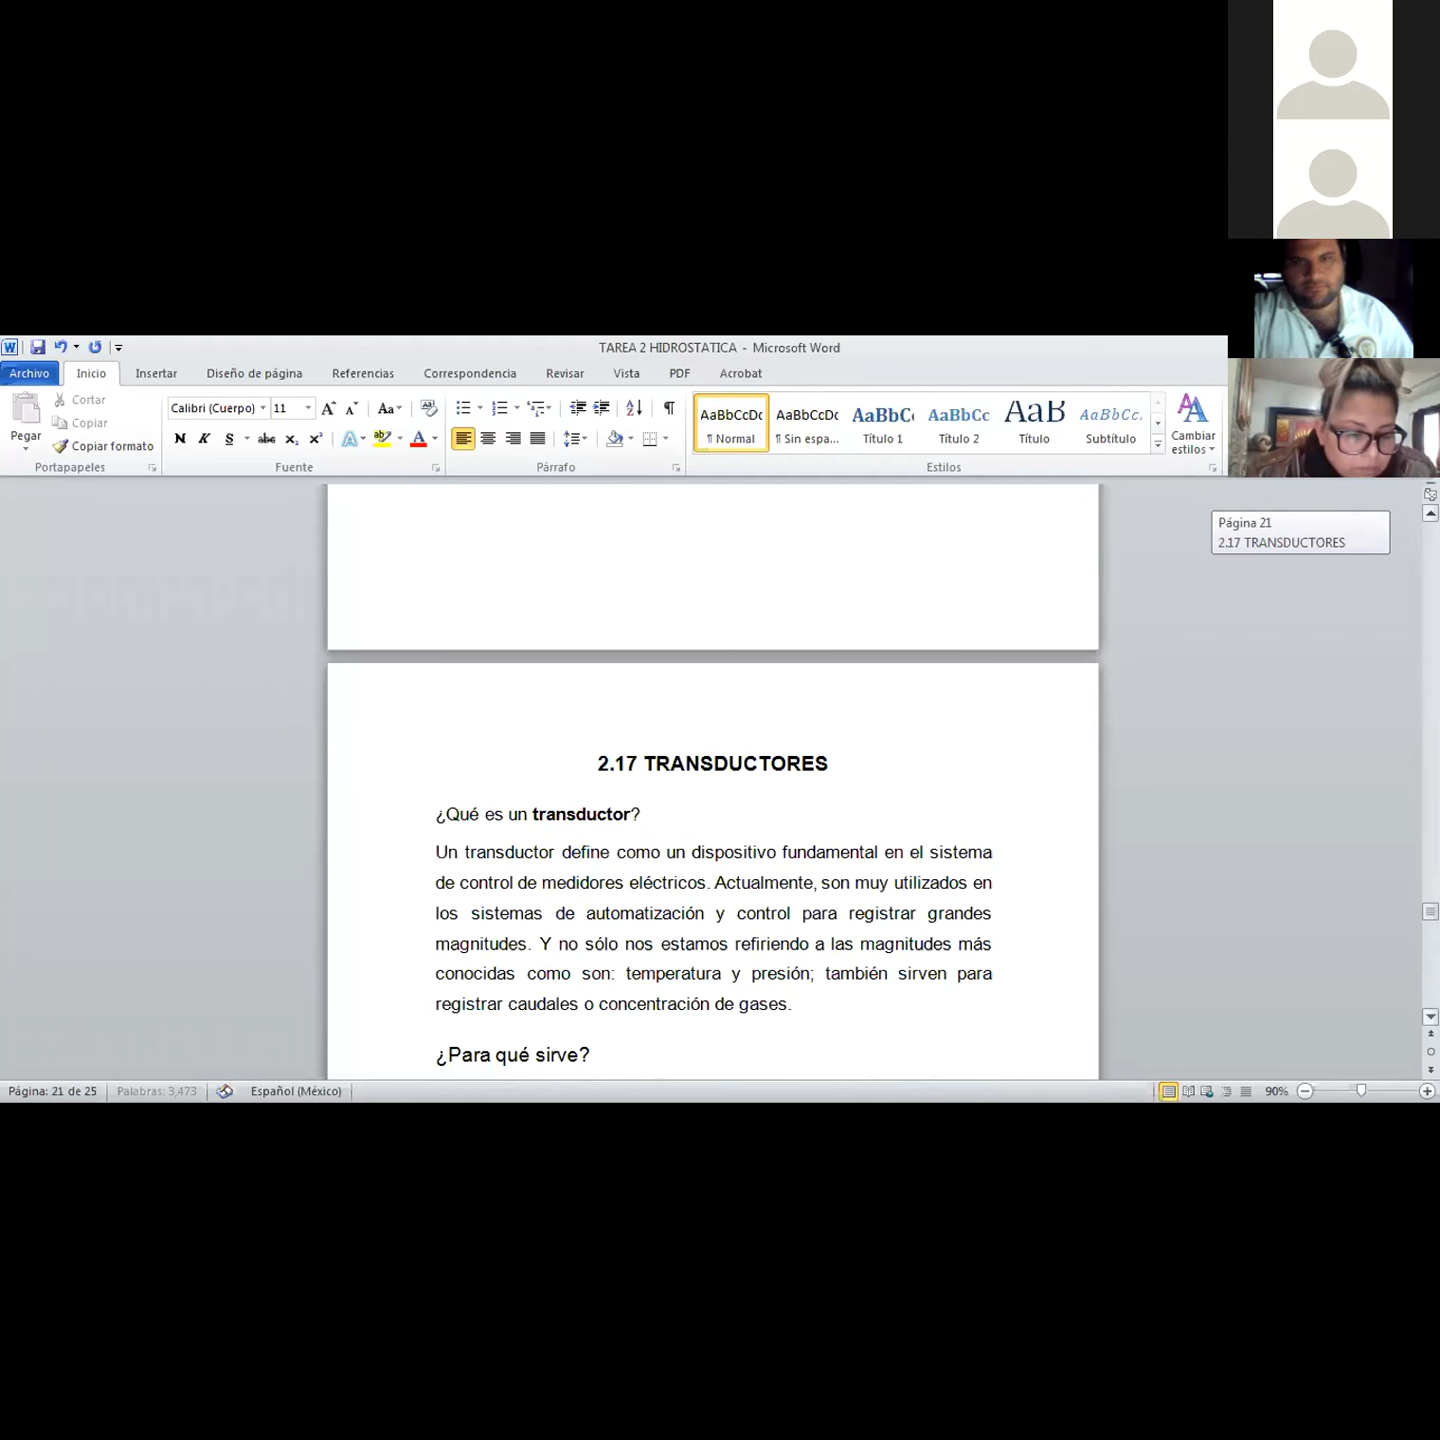 TAREA 2 HIDROSTATICA - Microsoft Word
Archivo Inicio Insertar Diseño de página Referencias Correspondencia Revisar Vista PDF Acrobat
Pegar
Cortar
Copiar
Copiar formato
Portapapeles
Calibri (Cuerpo) 11
Fuente
Párrafo
AaBbCcDc AaBbCcDc AaBbC AaBbCc AaB AaBbCc.
¶ Normal ¶ Sin espa... Título 1 Título 2 Título Subtítulo
Cambiar
estilos
Estilos
Página 21
2.17 TRANSDUCTORES
2.17 TRANSDUCTORES
¿Qué es un transductor?
Un transductor define como un dispositivo fundamental en el sistema
de control de medidores eléctricos. Actualmente, son muy utilizados en
los sistemas de automatización y control para registrar grandes
magnitudes. Y no sólo nos estamos refiriendo a las magnitudes más
conocidas como son: temperatura y presión; también sirven para
registrar caudales o concentración de gases.
¿Para qué sirve?
Página: 21 de 25 Palabras: 3,473 Español (México) 90%